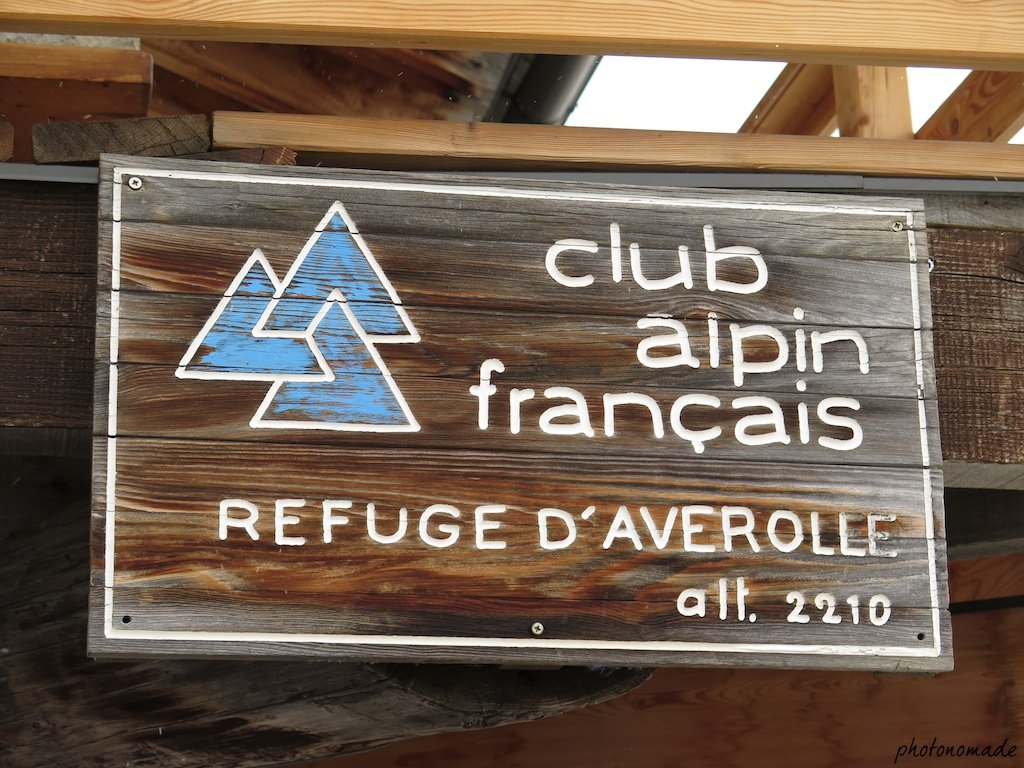 club
alpin
français
REFUGE D'AVEROLLE
alt. 2210
photonomade